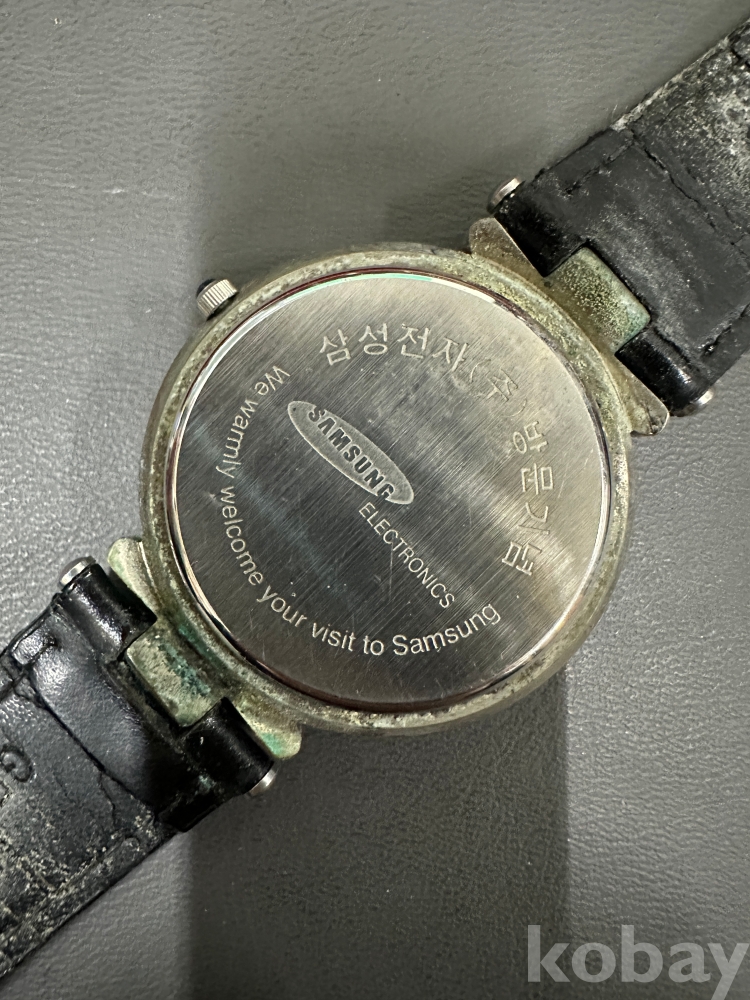 삼성전자(주)방문기념
SAMSUNG
ELECTRONICS
We warmly welcome your visit to Samsung
kobay